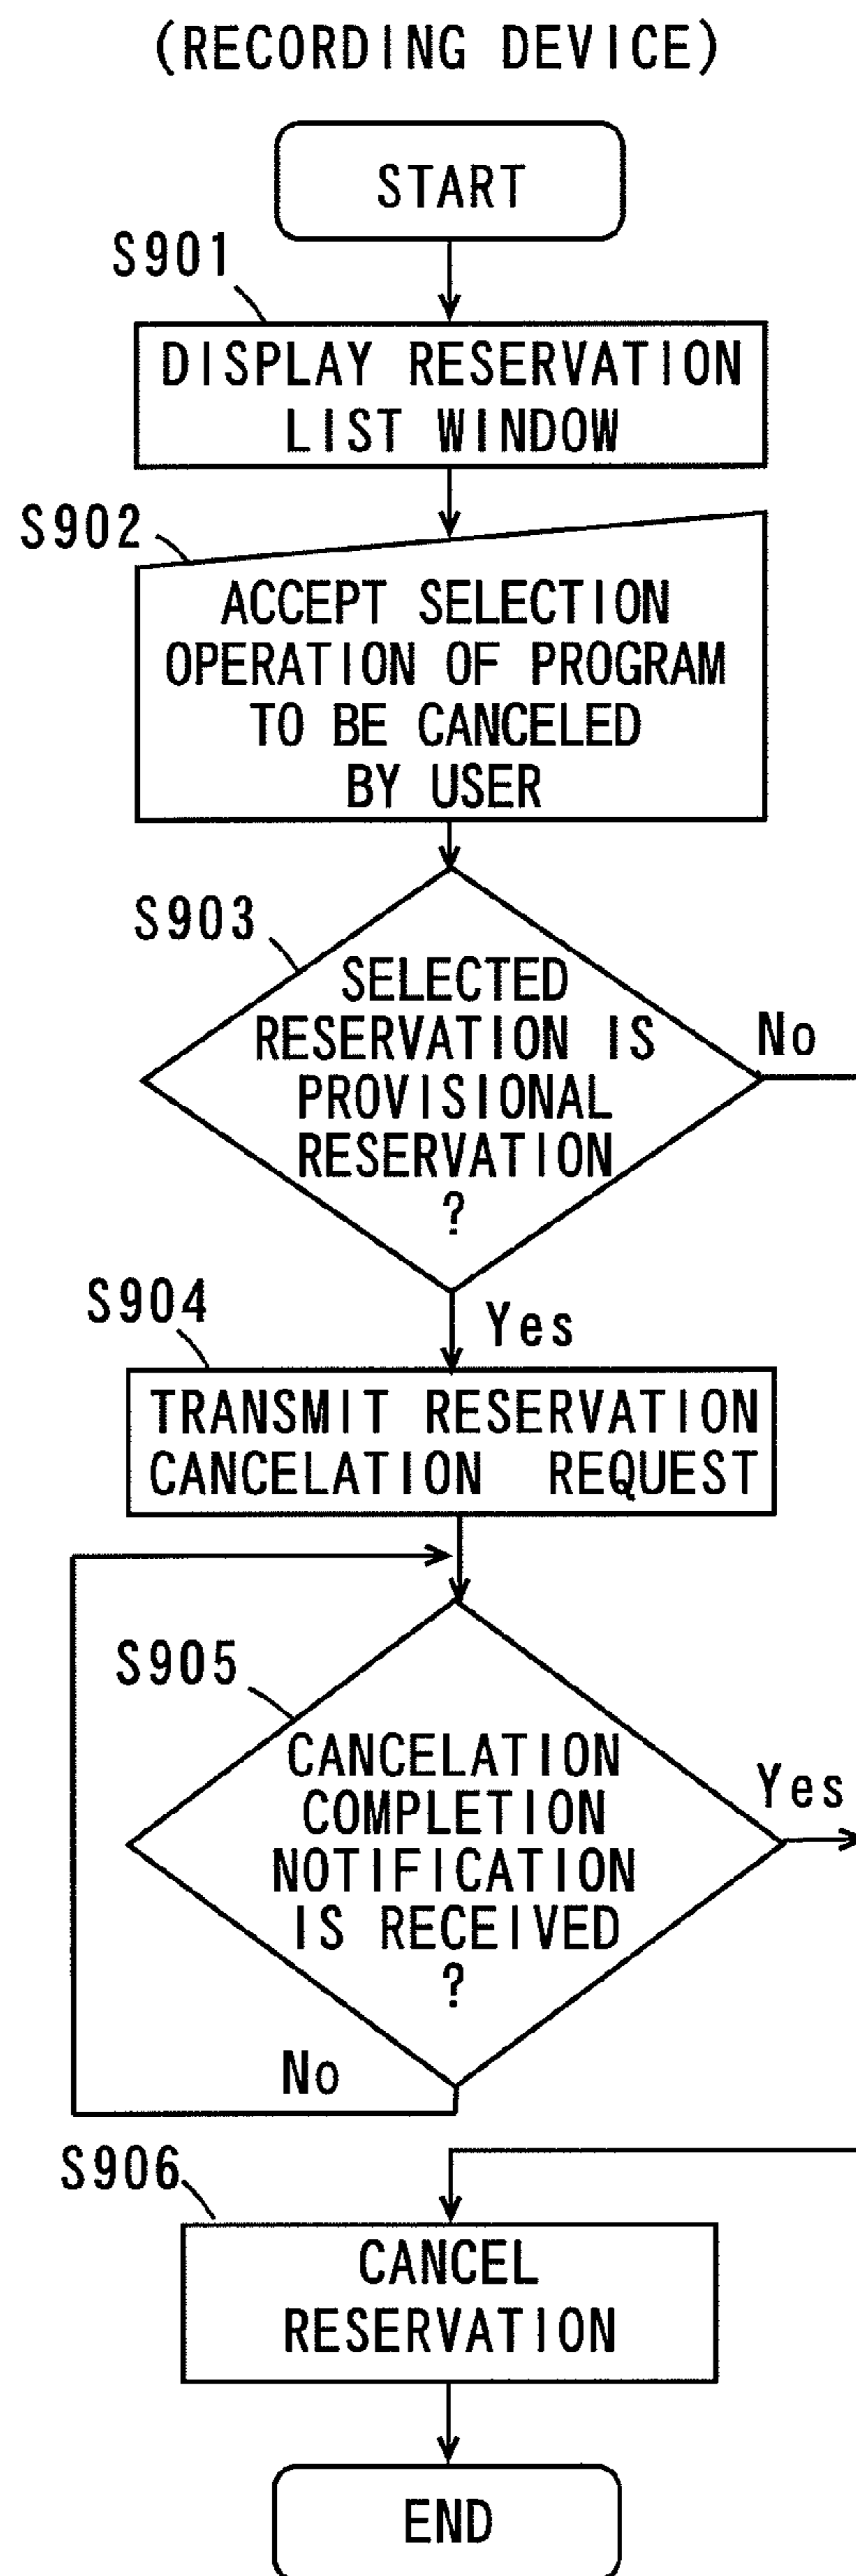 (RECORDING DEVICE)
START
S901
DISPLAY RESERVATION
LIST WINDOW
S902
ACCEPT SELECTION
OPERATION OF PROGRAM
TO BE CANCELED
BY USER
S903
SELECTED
RESERVATION IS
PROVISIONAL
RESERVATION
?
No
Yes
S904
TRANSMIT RESERVATION
CANCELATION REQUEST
S905
CANCELATION
COMPLETION
NOTIFICATION
IS RECEIVED
?
Yes
No
S906
CANCEL
RESERVATION
END